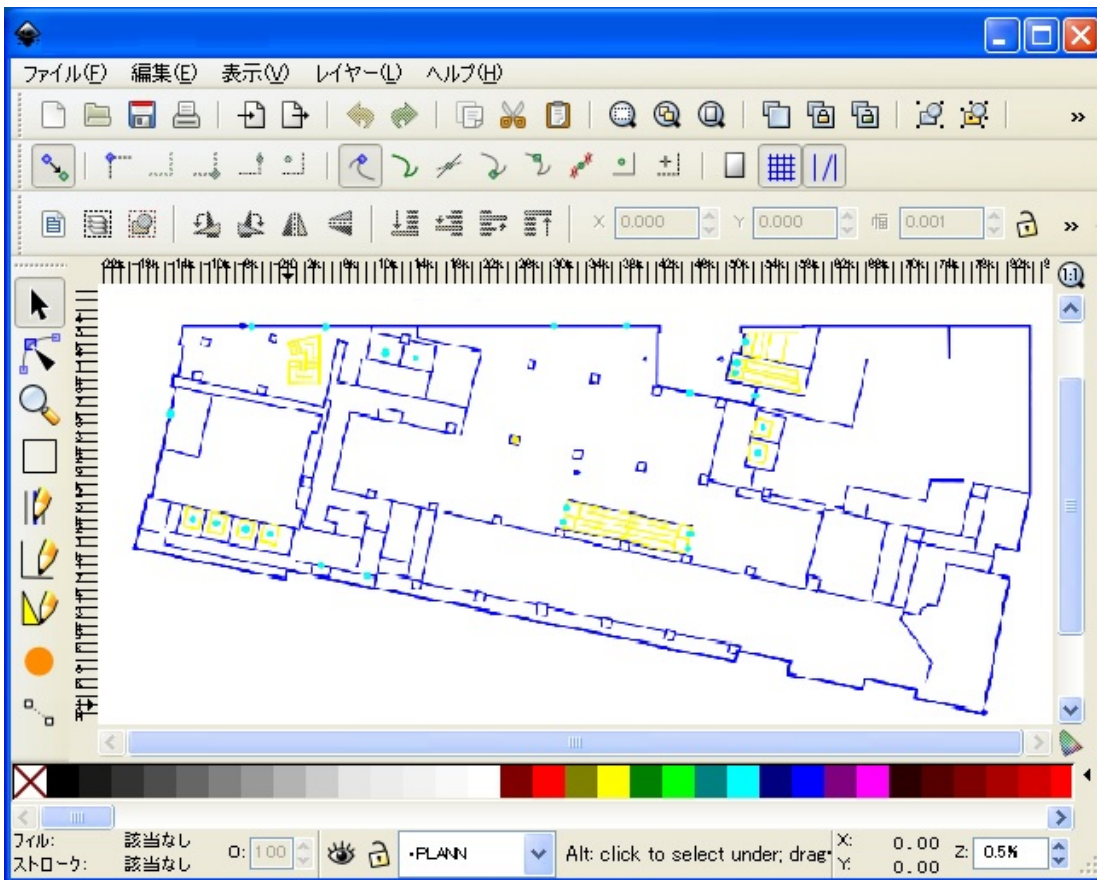 ファイル(F) 編集(E) 表示(V) レイヤー(L) ヘルプ(H)
X 0.000 Y 0.000 幅 0.001
1:1
フィル: 該当なし
ストローク: 該当なし
O: 100
•PLANN
Alt: click to select under; drag
X: 0.00
Y: 0.00
Z: 0.5%